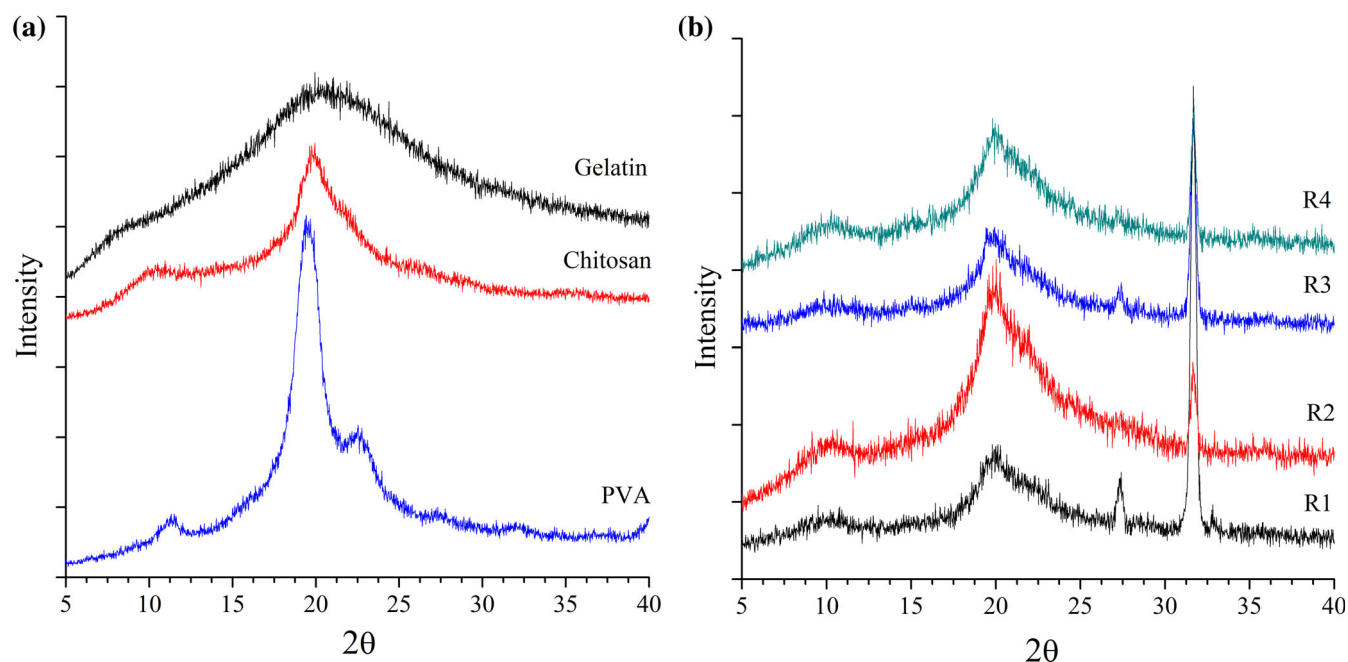 (a)
Gelatin
Chitosan
PVA
Intensity
5 10 15 20 25 30 35 40
2θ
(b)
R4
R3
R2
R1
Intensity
5 10 15 20 25 30 35 40
2θ